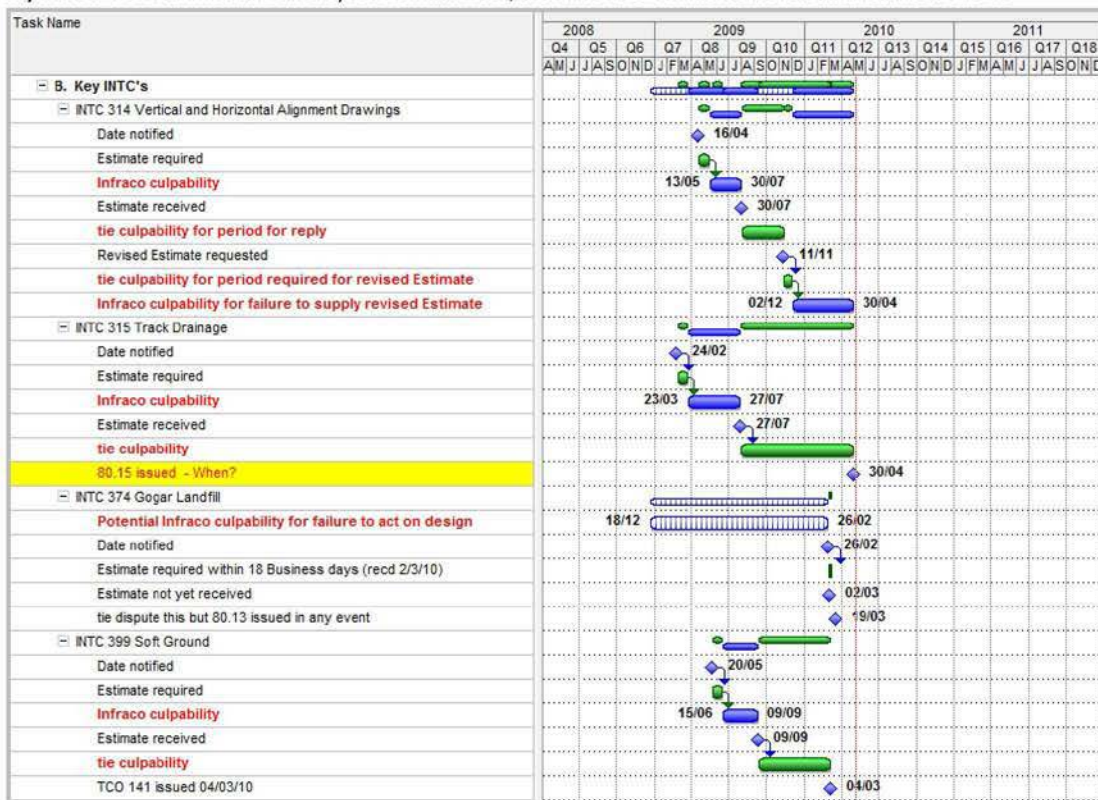 Task Name
2008 2009 2010 2011
Q4 Q5 Q6 Q7 Q8 Q9 Q10 Q11 Q12 Q13 Q14 Q15 Q16 Q17 Q18
A M J J A S O N D J F M A M J J A S O N D J F M A M J J A S O N D J F M A M J J A S O N D
B. Key INTC's
INTC 314 Vertical and Horizontal Alignment Drawings
Date notified 16/04
Estimate required
Infraco culpability 13/05 30/07
Estimate received 30/07
tie culpability for period for reply
Revised Estimate requested 11/11
tie culpability for period required for revised Estimate
Infraco culpability for failure to supply revised Estimate 02/12 30/04
INTC 315 Track Drainage
Date notified 24/02
Estimate required
Infraco culpability 23/03 27/07
Estimate received 27/07
tie culpability
80.15 issued - When? 30/04
INTC 374 Gogar Landfill
Potential Infraco culpability for failure to act on design 18/12 26/02
Date notified 26/02
Estimate required within 18 Business days (recd 2/3/10)
Estimate not yet received 02/03
tie dispute this but 80.13 issued in any event 19/03
INTC 399 Soft Ground
Date notified 20/05
Estimate required
Infraco culpability 15/06 09/09
Estimate received 09/09
tie culpability
TCO 141 issued 04/03/10 04/03